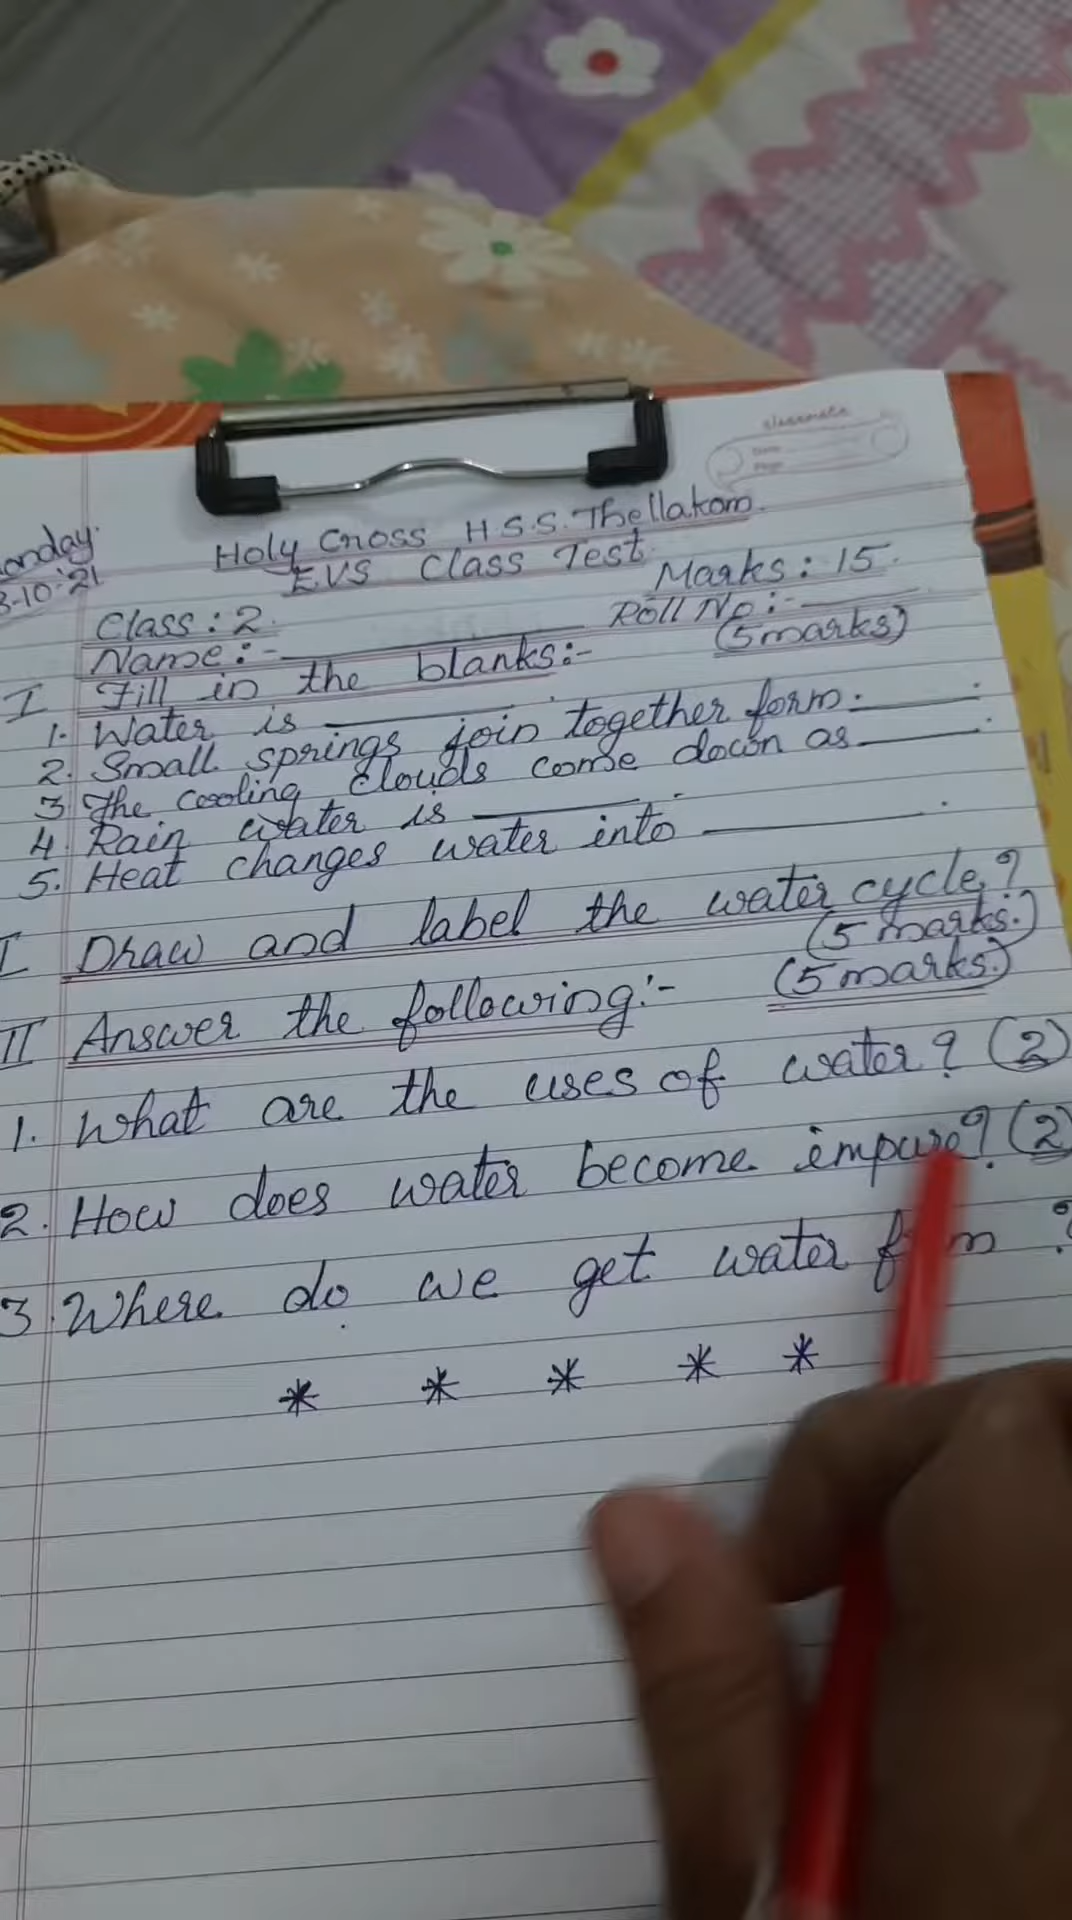 Holy Cross H.S.S. Thellakom.
EVS Class Test
Marks: 15.
Class: 2.
Roll No:-
Name:-
(5 marks)
I Fill in the blanks:-
1. Water is
2. Small springs join together form.
3 The cooling clouds come down as
4. Rain water is
5. Heat changes water into
I Draw and label the water cycle?
(5 marks.)
II Answer the following:- (5 marks.)
1. What are the uses of water? (2)
2. How does water become impure? (2)
3. Where do we get water ?
* * * * *